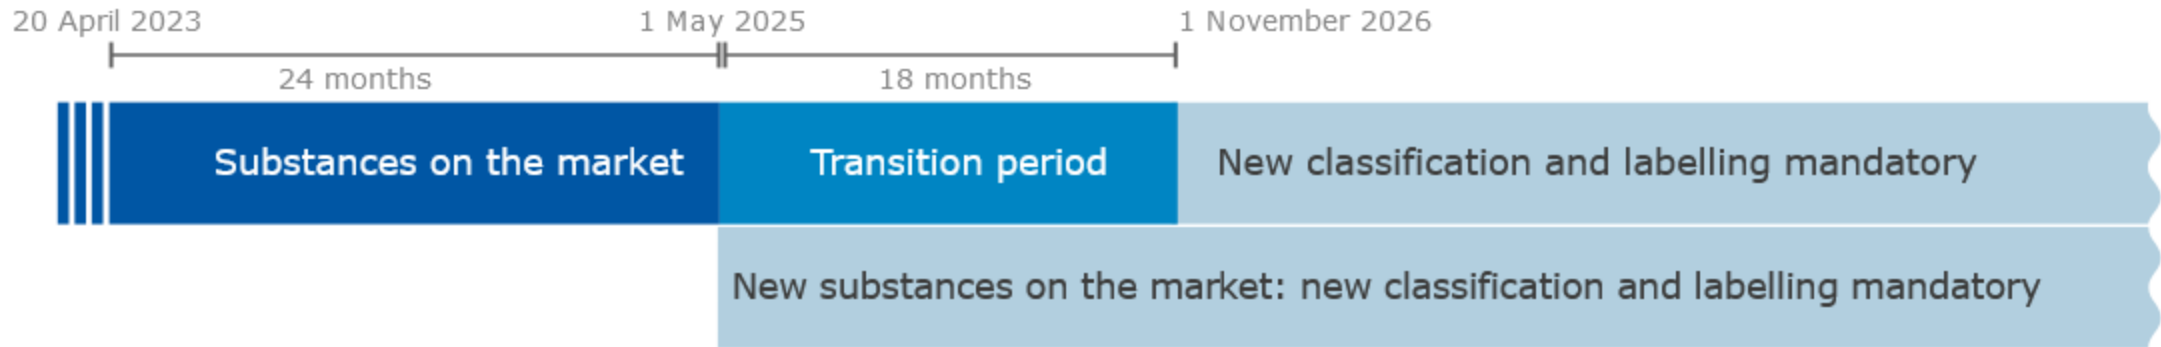 20 April 2023
1 May 2025
1 November 2026
24 months
18 months
Substances on the market
Transition period
New classification and labelling mandatory
New substances on the market: new classification and labelling mandatory